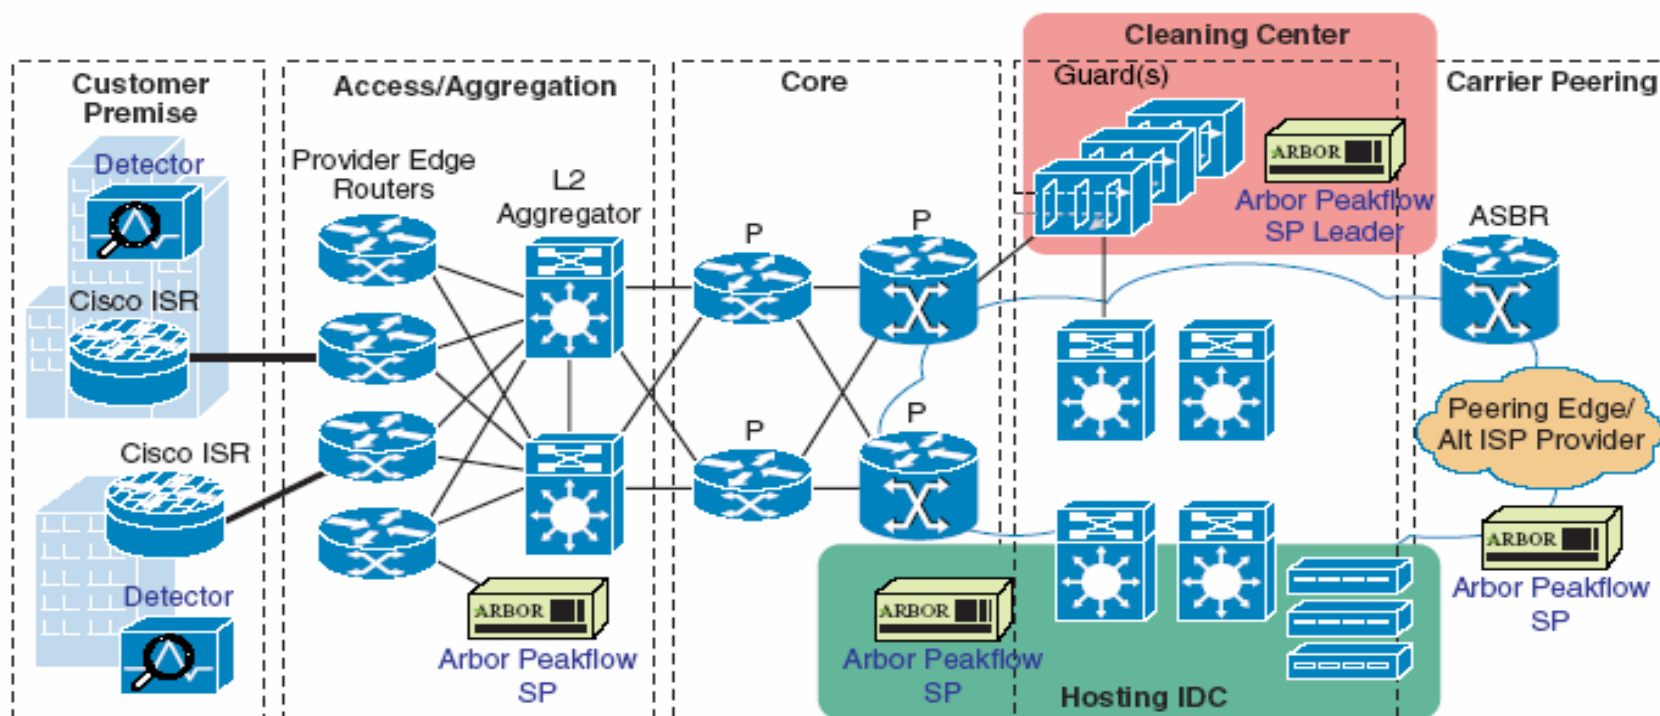 Cleaning Center
Customer
Premise
Access/Aggregation
Core
Guard(s)
Carrier Peering
Detector
Provider Edge
Routers
L2
Aggregator
ARBOR
Arbor Peakflow
SP Leader
P
P
ASBR
Cisco ISR
Peering Edge/
Alt ISP Provider
P
P
Cisco ISR
ARBOR
Arbor Peakflow
SP
Detector
ARBOR
Arbor Peakflow
SP
ARBOR
Arbor Peakflow
SP
Hosting IDC